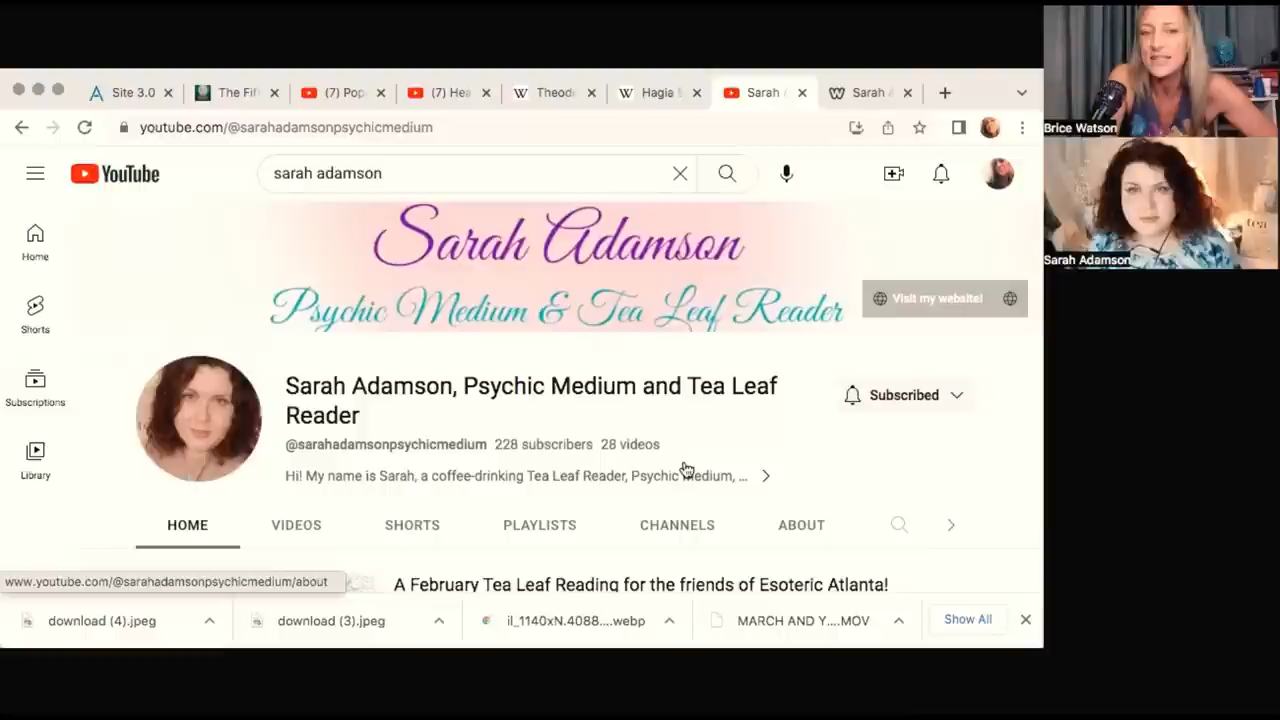 Site 3.0
The Fif
(7) Pop
(7) Hea
Theod
Hagia
Sarah
Sarah
youtube.com/@sarahadamsonpsychicmedium
Brice Watson
YouTube
sarah adamson
Sarah Adamson
Psychic Medium & Tea Leaf Reader
Visit my website!
tea
Sarah Adamson
Home
Shorts
Subscriptions
Library
Sarah Adamson, Psychic Medium and Tea Leaf
Reader
Subscribed
@sarahadamsonpsychicmedium 228 subscribers 28 videos
Hi! My name is Sarah, a coffee-drinking Tea Leaf Reader, Psychic Medium, ...
HOME VIDEOS SHORTS PLAYLISTS CHANNELS ABOUT
www.youtube.com/@sarahadamsonpsychicmedium/about
A February Tea Leaf Reading for the friends of Esoteric Atlanta!
download (4).jpeg
download (3).jpeg
il_1140xN.4088....webp
MARCH AND Y....MOV
Show All